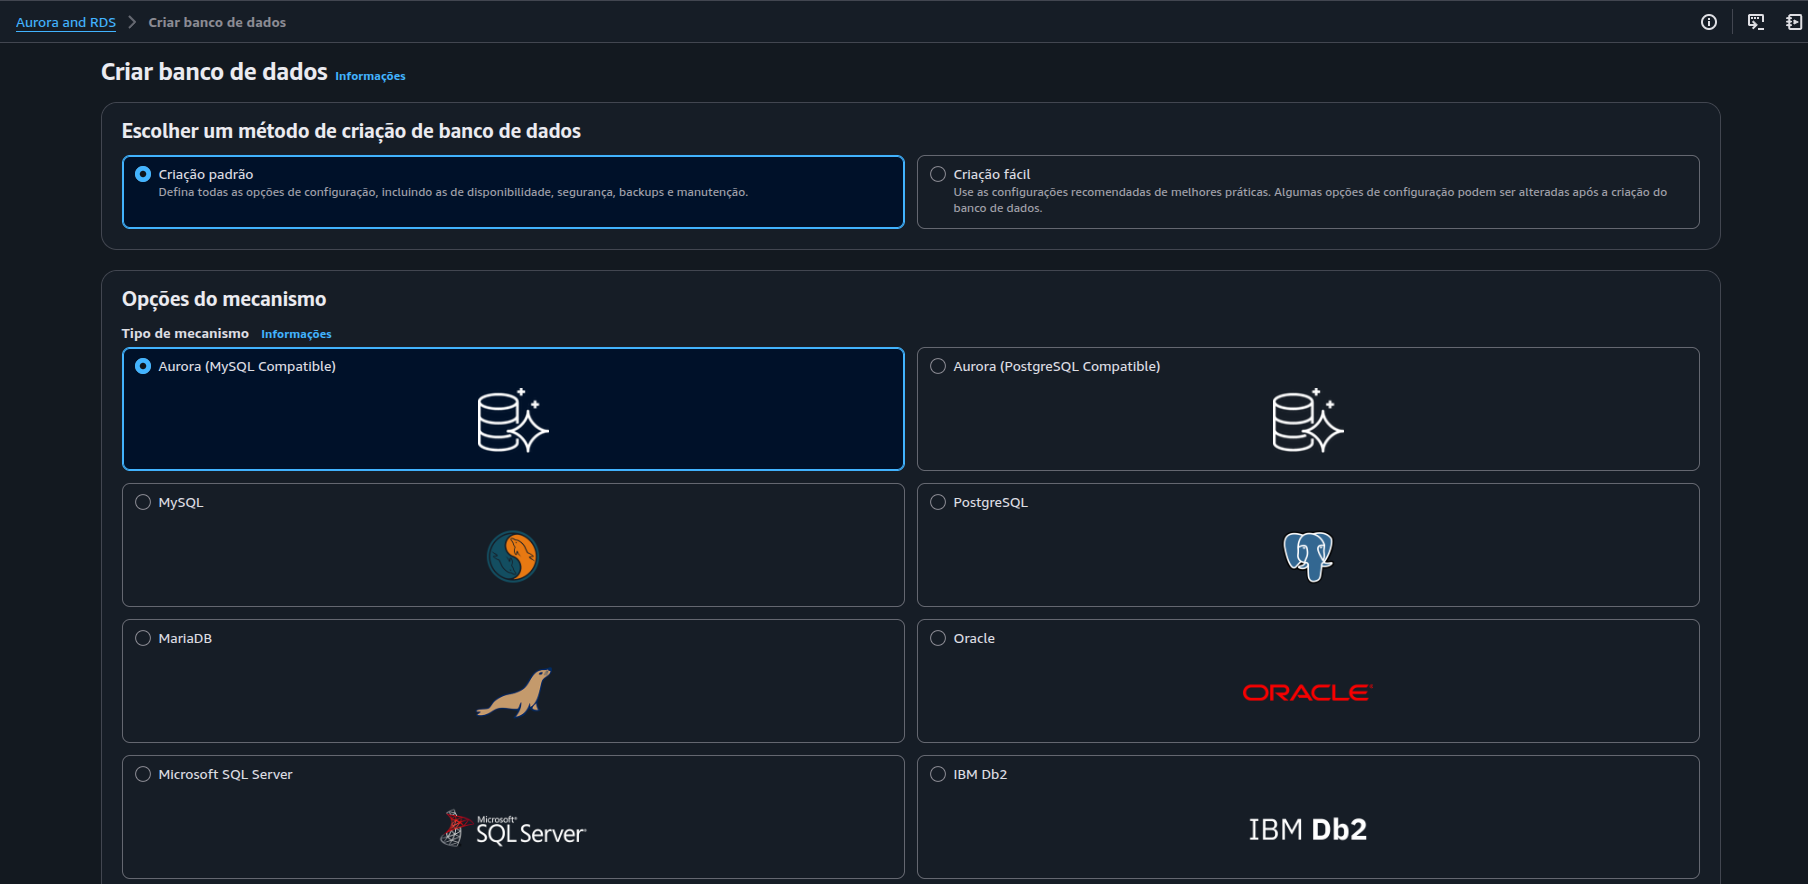 Aurora and RDS > Criar banco de dados
Criar banco de dados Informações
Escolher um método de criação de banco de dados
Criação padrão
Defina todas as opções de configuração, incluindo as de disponibilidade, segurança, backups e manutenção.
Criação fácil
Use as configurações recomendadas de melhores práticas. Algumas opções de configuração podem ser alteradas após a criação do
banco de dados.
Opções do mecanismo
Tipo de mecanismo Informações
Aurora (MySQL Compatible)
Aurora (PostgreSQL Compatible)
MySQL
PostgreSQL
MariaDB
Oracle
ORACLE
Microsoft SQL Server
Microsoft
SQL Server
IBM Db2
IBM Db2